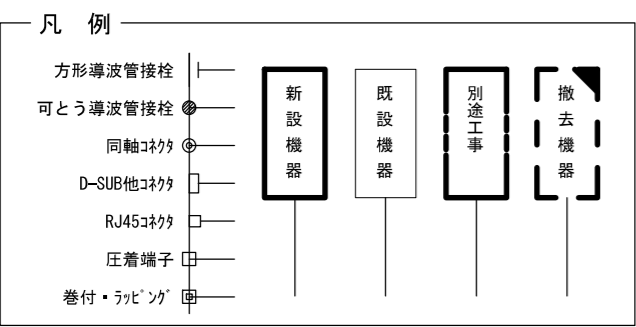 凡 例
方形導波管接栓
可とう導波管接栓
同軸ｺﾈｸﾀ
D-SUB他ｺﾈｸﾀ
RJ45ｺﾈｸﾀ
圧着端子
巻付・ﾗｯﾋﾟﾝｸﾞ
新設機器
既設機器
別途工事
撤去機器